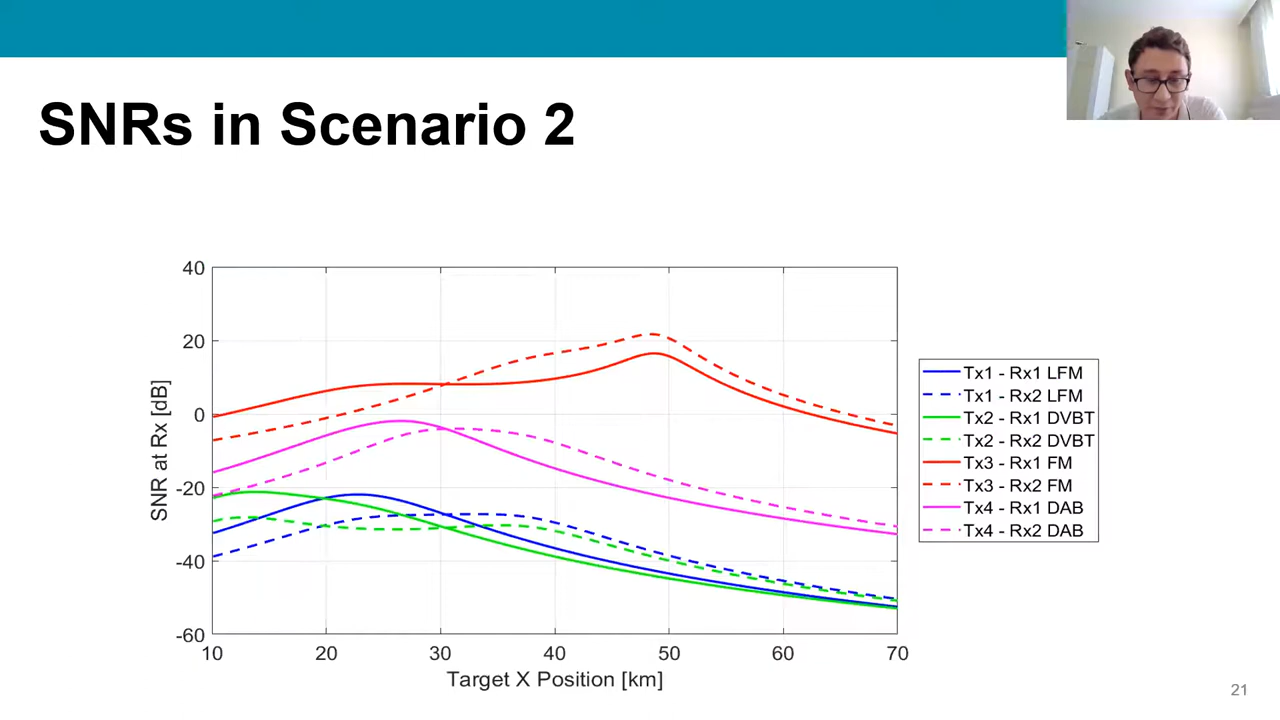 SNRs in Scenario 2
40
20
0
-20
-40
-60
SNR at Rx [dB]
10 20 30 40 50 60 70
Target X Position [km]
Tx1 - Rx1 LFM
Tx1 - Rx2 LFM
Tx2 - Rx1 DVBT
Tx2 - Rx2 DVBT
Tx3 - Rx1 FM
Tx3 - Rx2 FM
Tx4 - Rx1 DAB
Tx4 - Rx2 DAB
21